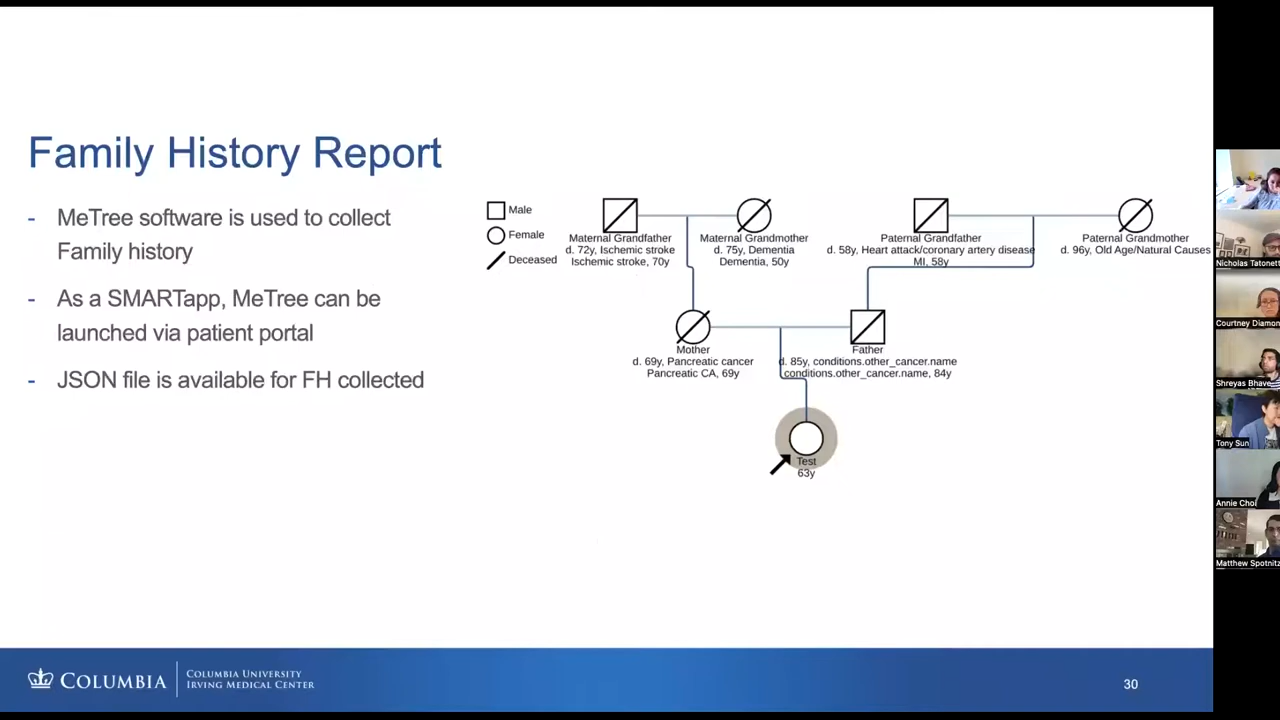 Family History Report
- MeTree software is used to collect
Family history
- As a SMARTapp, MeTree can be
launched via patient portal
- JSON file is available for FH collected
Male
Female
Deceased
Maternal Grandfather
d. 72y, Ischemic stroke
Ischemic stroke, 70y
Maternal Grandmother
d. 75y, Dementia
Dementia, 50y
Paternal Grandfather
d. 58y, Heart attack/coronary artery disease
MI, 58y
Paternal Grandmother
d. 96y, Old Age/Natural Causes
Mother
d. 69y, Pancreatic cancer
Pancreatic CA, 69y
Father
d. 85y, conditions.other_cancer.name
conditions.other_cancer.name, 84y
Test
63y
Nicholas Tatonett
Courtney Diamon
Shreyas Bhave
Tony Sun
Annie Choi
Matthew Spotnitz
COLUMBIA
COLUMBIA UNIVERSITY
IRVING MEDICAL CENTER
30